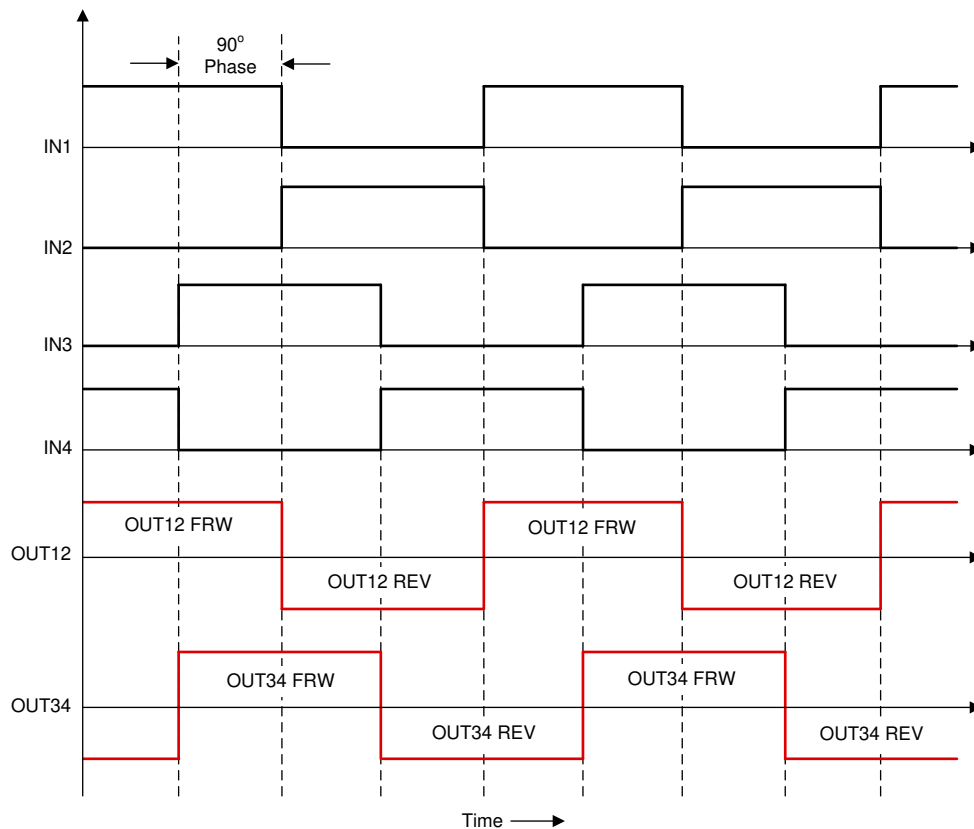 90o
Phase
IN1
IN2
IN3
IN4
OUT12 FRW
OUT12 FRW
OUT12
OUT12 REV
OUT12 REV
OUT34 FRW
OUT34 FRW
OUT34
OUT34 REV
OUT34 REV
Time